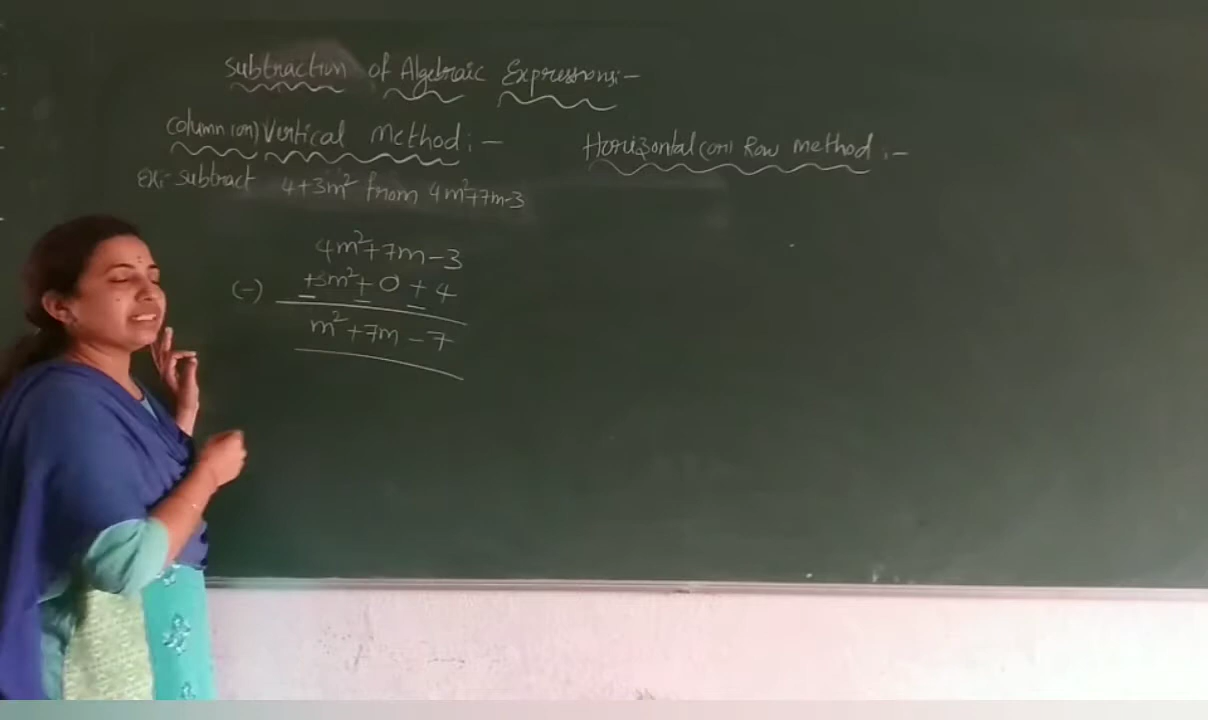 Subtraction of Algebraic Expressions:-
Column (or) Vertical Method:-
Ex:- Subtract 4+3m² from 4m²+7m-3
4m²+7m-3
(-) +3m²+0+4
- - -
m²+7m-7
Horizontal (or) Row method:-